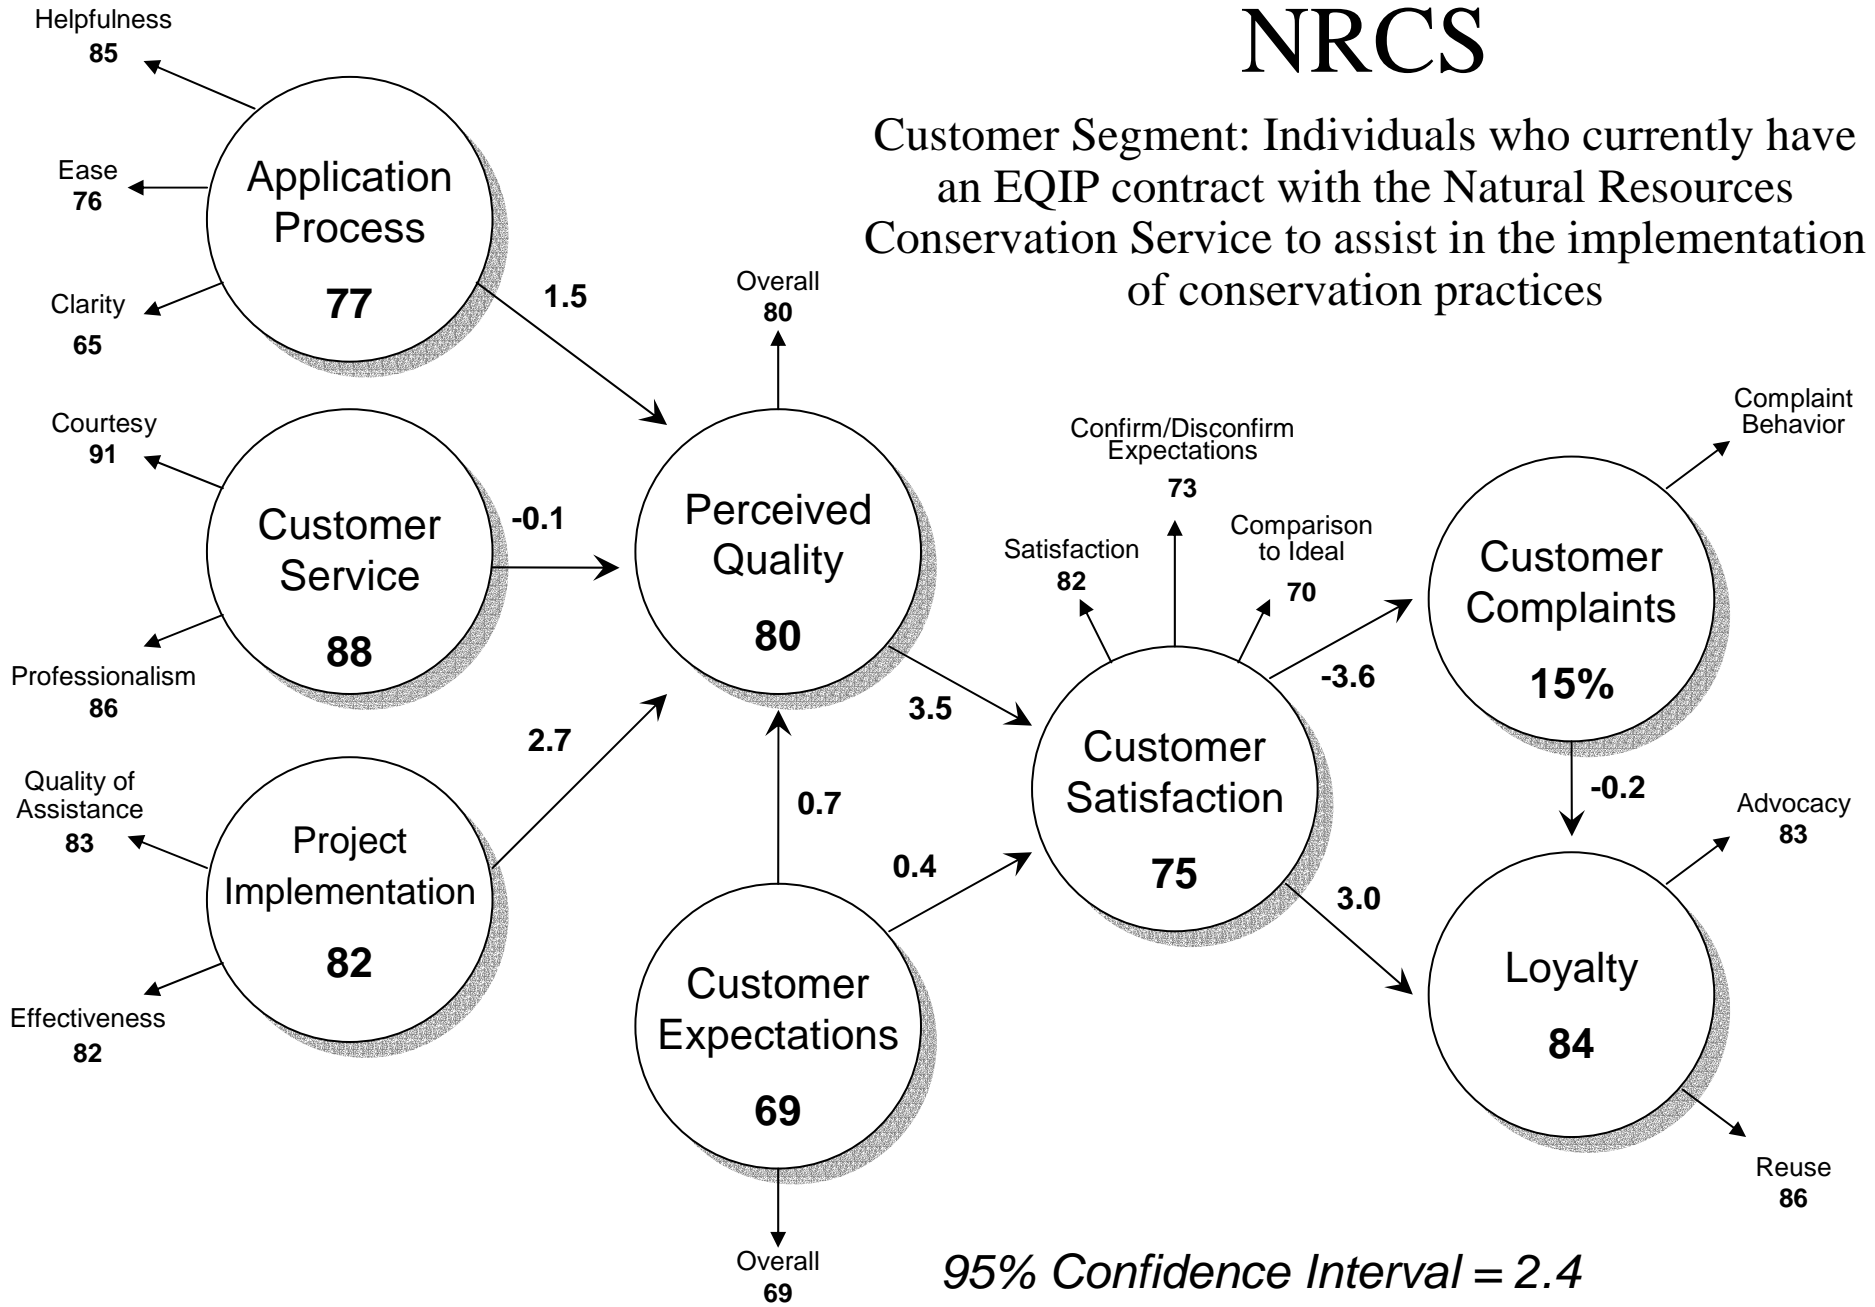 NRCS
Customer Segment: Individuals who currently have
an EQIP contract with the Natural Resources
Conservation Service to assist in the implementation
of conservation practices
Helpfulness
85
Ease
76
Clarity
65
Application
Process
77
1.5
Courtesy
91
Professionalism
86
Customer
Service
88
-0.1
Quality of
Assistance
83
Effectiveness
82
Project
Implementation
82
2.7
Overall
80
Perceived
Quality
80
3.5
0.7
Customer
Expectations
69
Overall
69
0.4
Satisfaction
82
Confirm/Disconfirm
Expectations
73
Comparison
to Ideal
70
Customer
Satisfaction
75
-3.6
3.0
Complaint
Behavior
Customer
Complaints
15%
-0.2
Advocacy
83
Loyalty
84
Reuse
86
95% Confidence Interval = 2.4